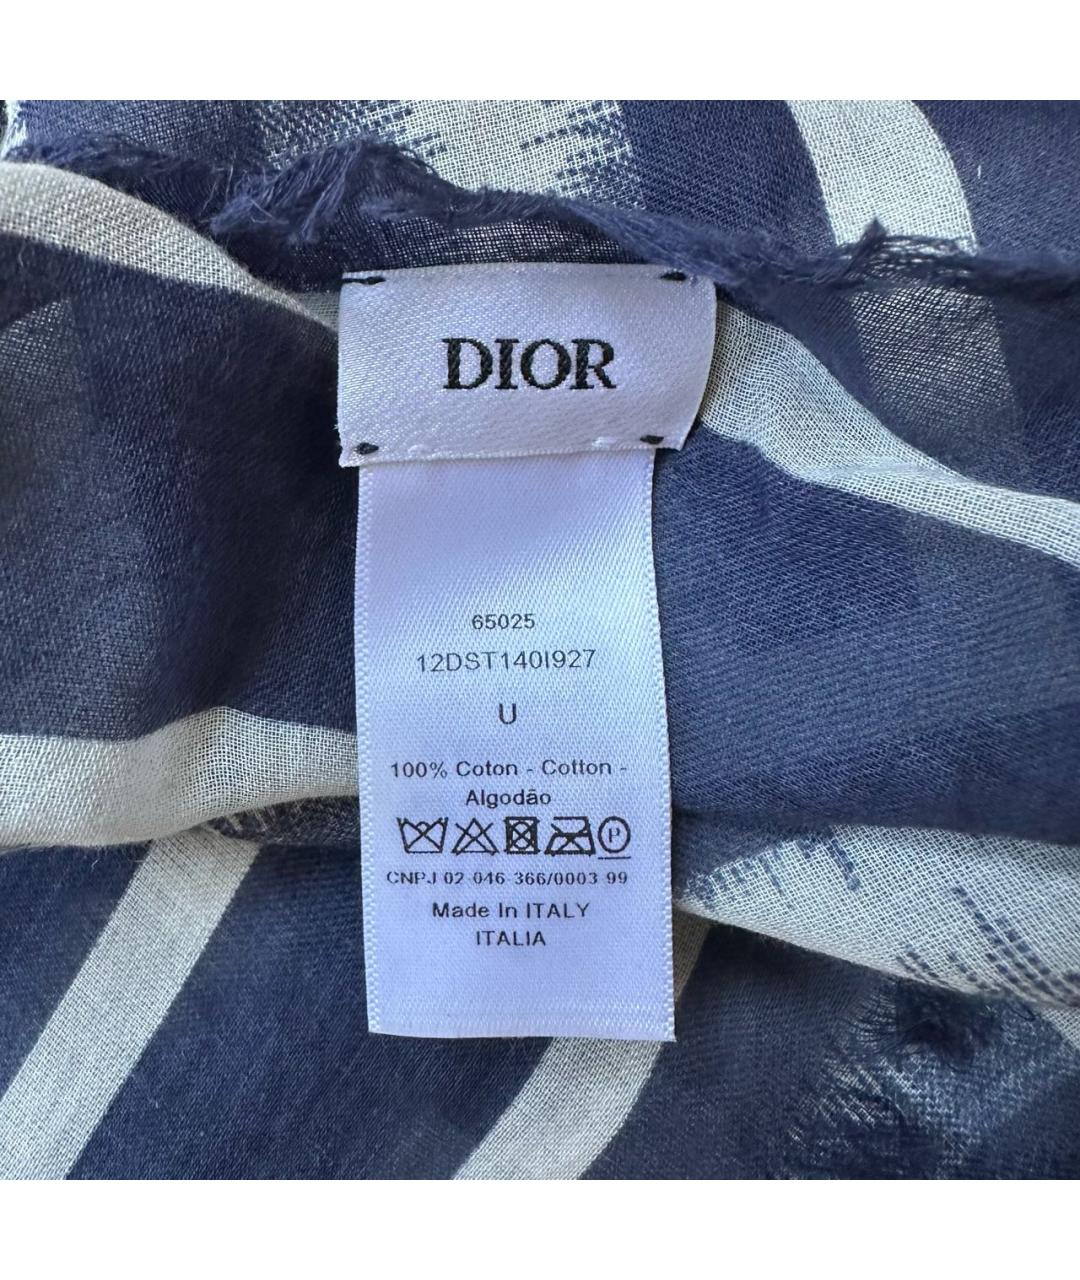 DIOR
65025
12DST140I927
U
100% Coton - Cotton -
Algodão
P
CNPJ 02 046 366/0003 99
Made In ITALY
ITALIA